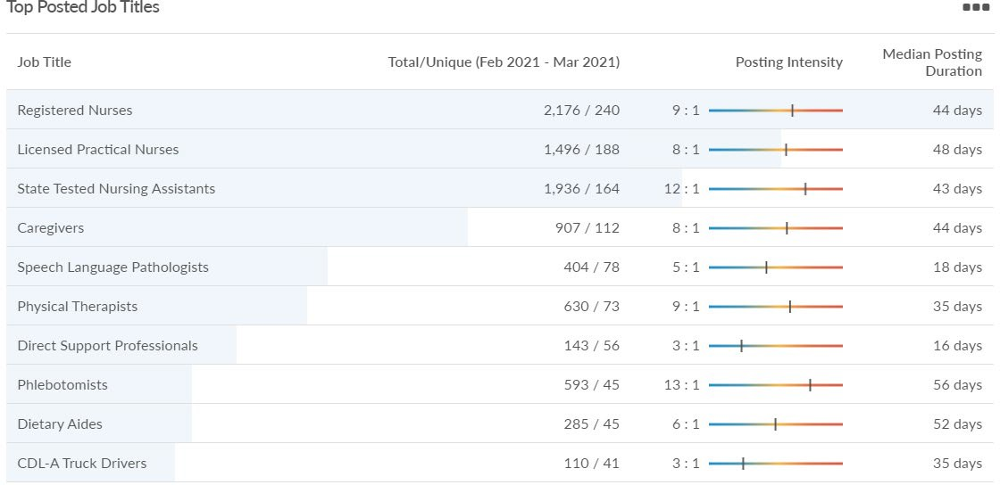 Top Posted Job Titles
Job Title Total/Unique (Feb 2021 - Mar 2021) Posting Intensity Median Posting Duration
Registered Nurses 2,176 / 240 9 : 1 44 days
Licensed Practical Nurses 1,496 / 188 8 : 1 48 days
State Tested Nursing Assistants 1,936 / 164 12 : 1 43 days
Caregivers 907 / 112 8 : 1 44 days
Speech Language Pathologists 404 / 78 5 : 1 18 days
Physical Therapists 630 / 73 9 : 1 35 days
Direct Support Professionals 143 / 56 3 : 1 16 days
Phlebotomists 593 / 45 13 : 1 56 days
Dietary Aides 285 / 45 6 : 1 52 days
CDL-A Truck Drivers 110 / 41 3 : 1 35 days